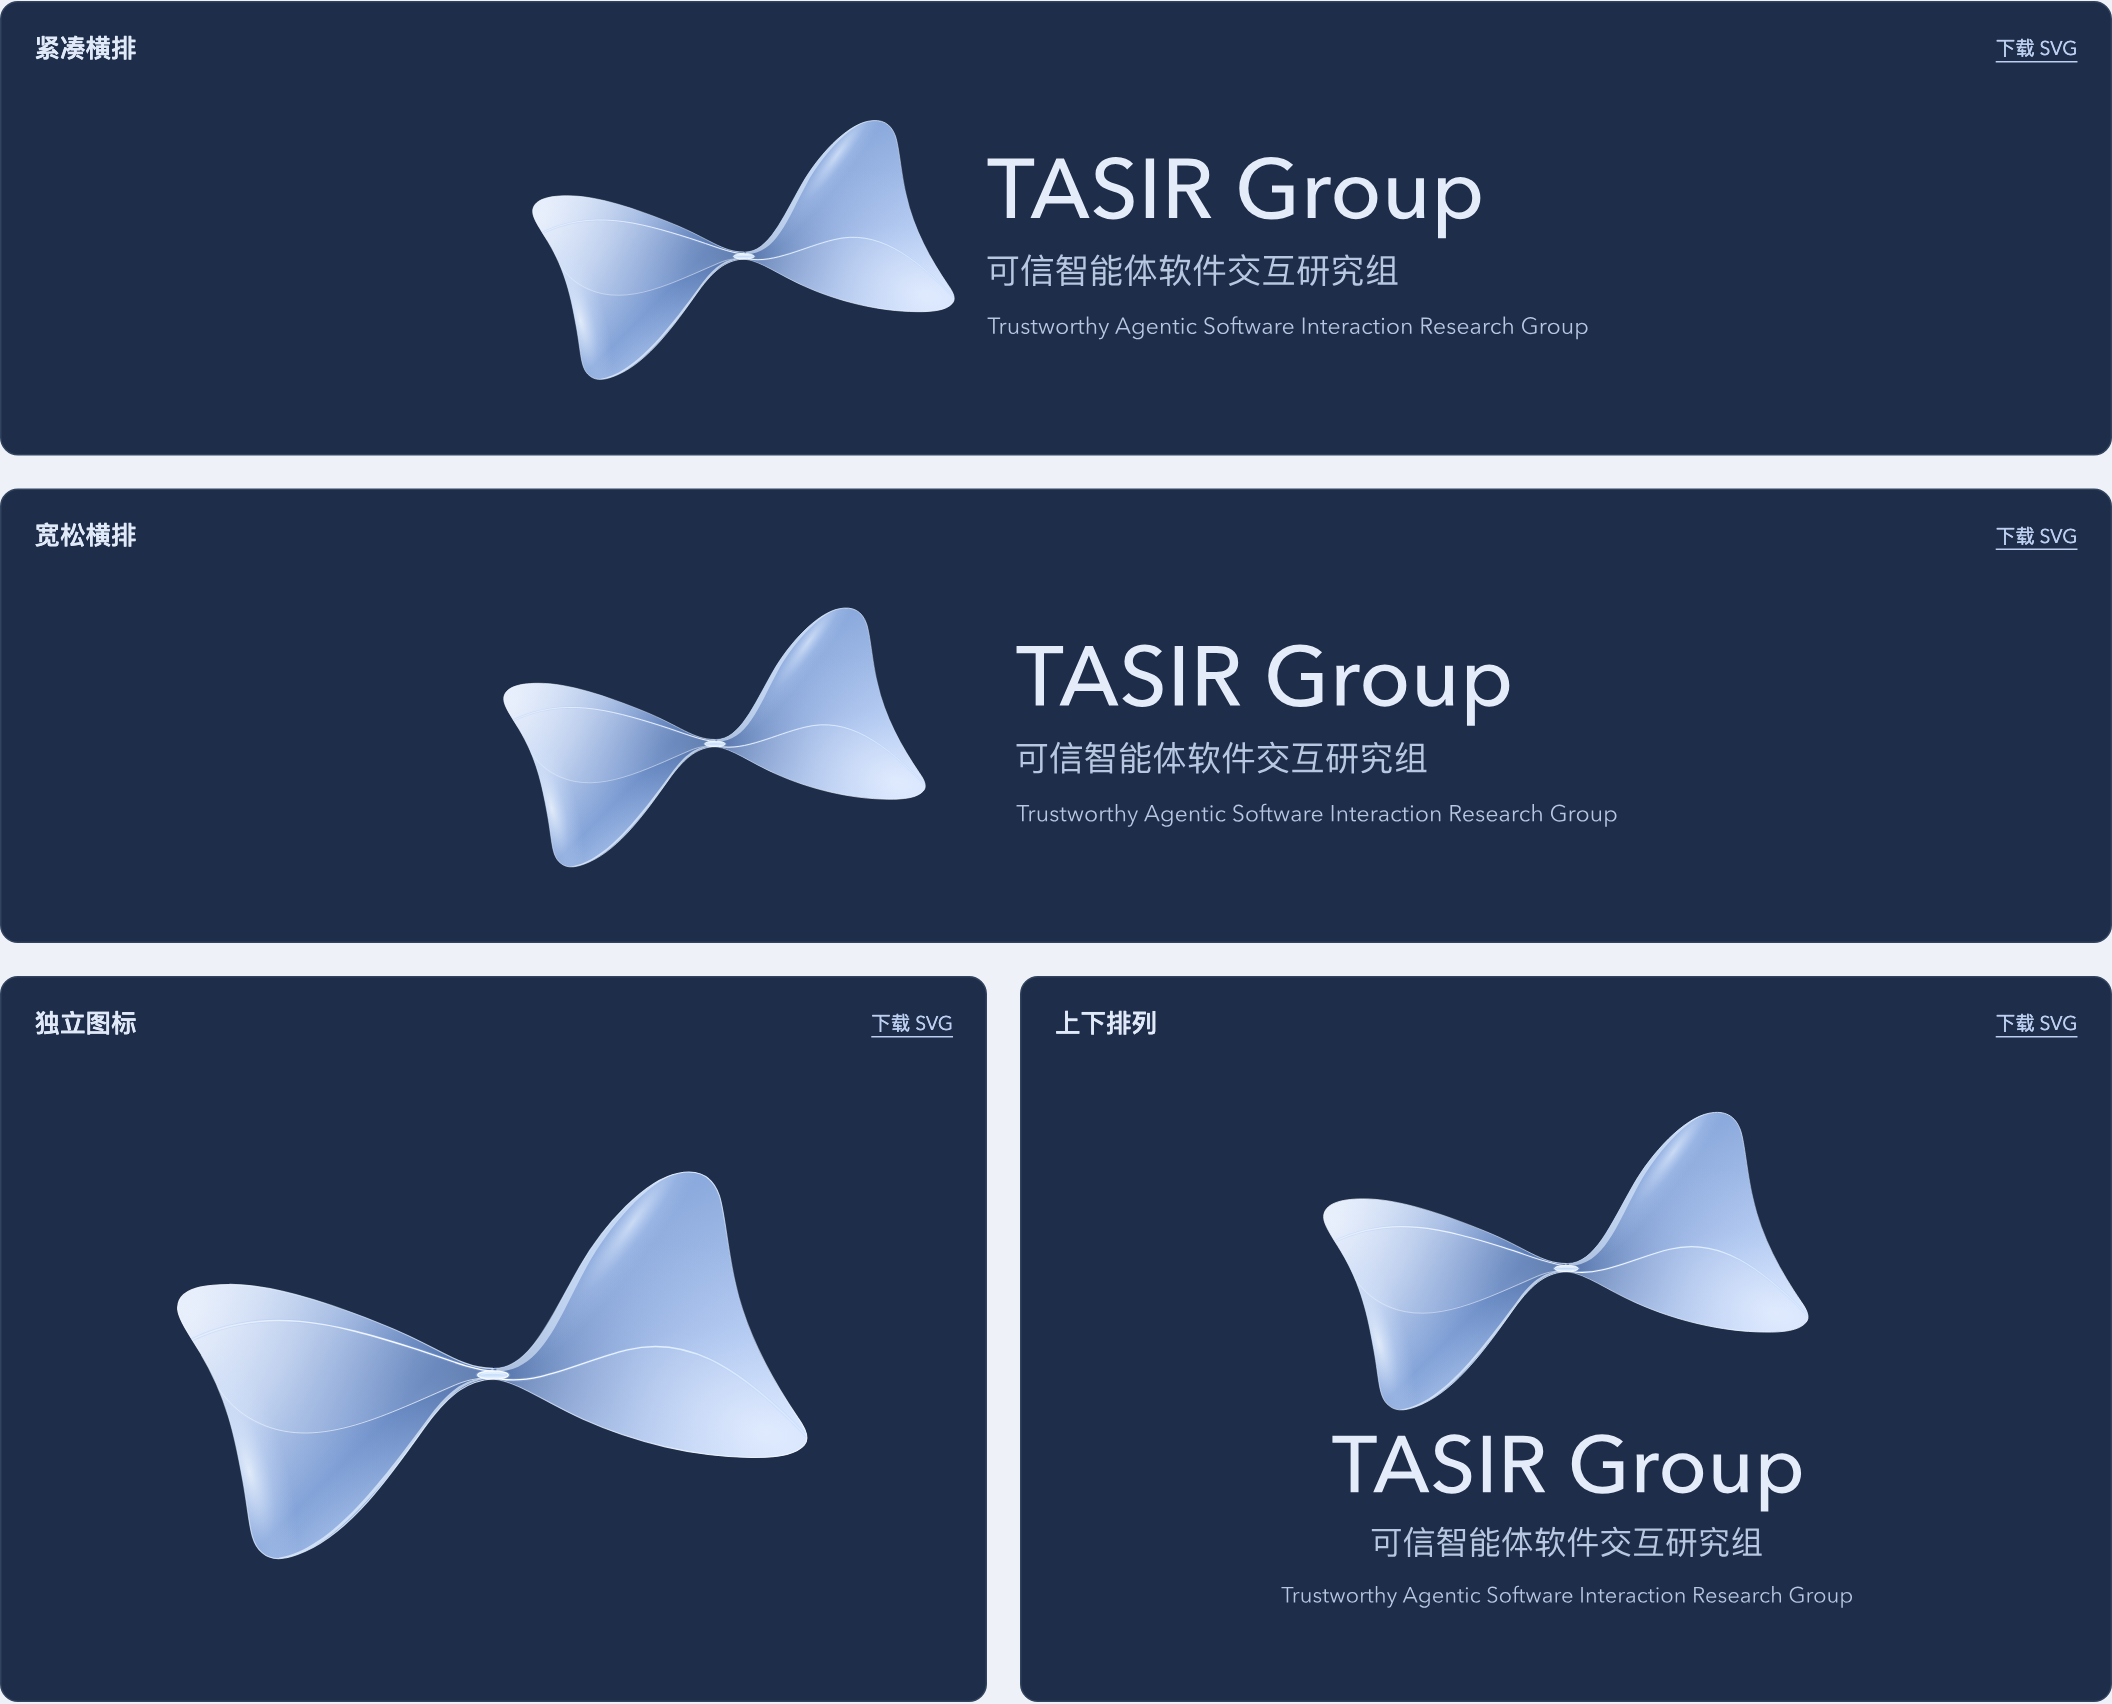 紧凑横排
下载 SVG
TASIR Group
可信智能体软件交互研究组
Trustworthy Agentic Software Interaction Research Group
宽松横排
下载 SVG
TASIR Group
可信智能体软件交互研究组
Trustworthy Agentic Software Interaction Research Group
独立图标
下载 SVG
上下排列
下载 SVG
TASIR Group
可信智能体软件交互研究组
Trustworthy Agentic Software Interaction Research Group